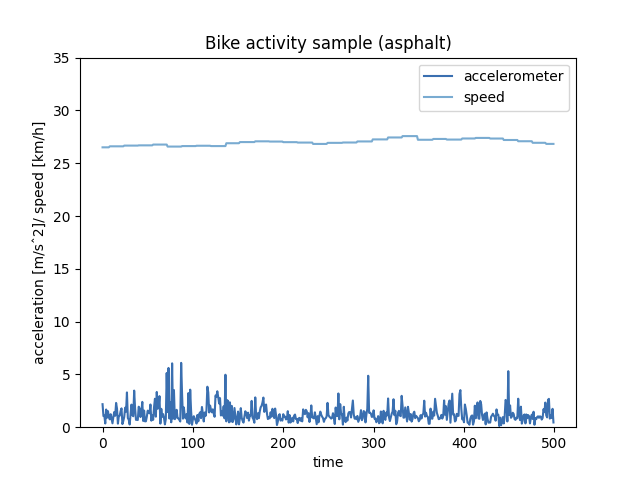 Bike activity sample (asphalt)
accelerometer
speed
35
30
25
20
15
10
5
0
acceleration [m/sˆ2]/ speed [km/h]
0 100 200 300 400 500
time